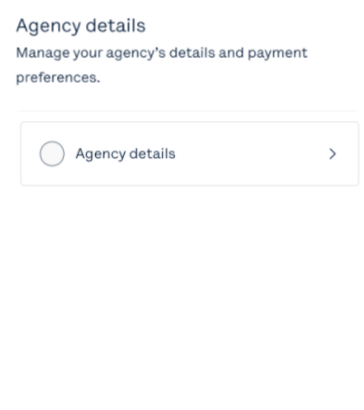 Agency details
Manage your agency's details and payment
preferences.
Agency details